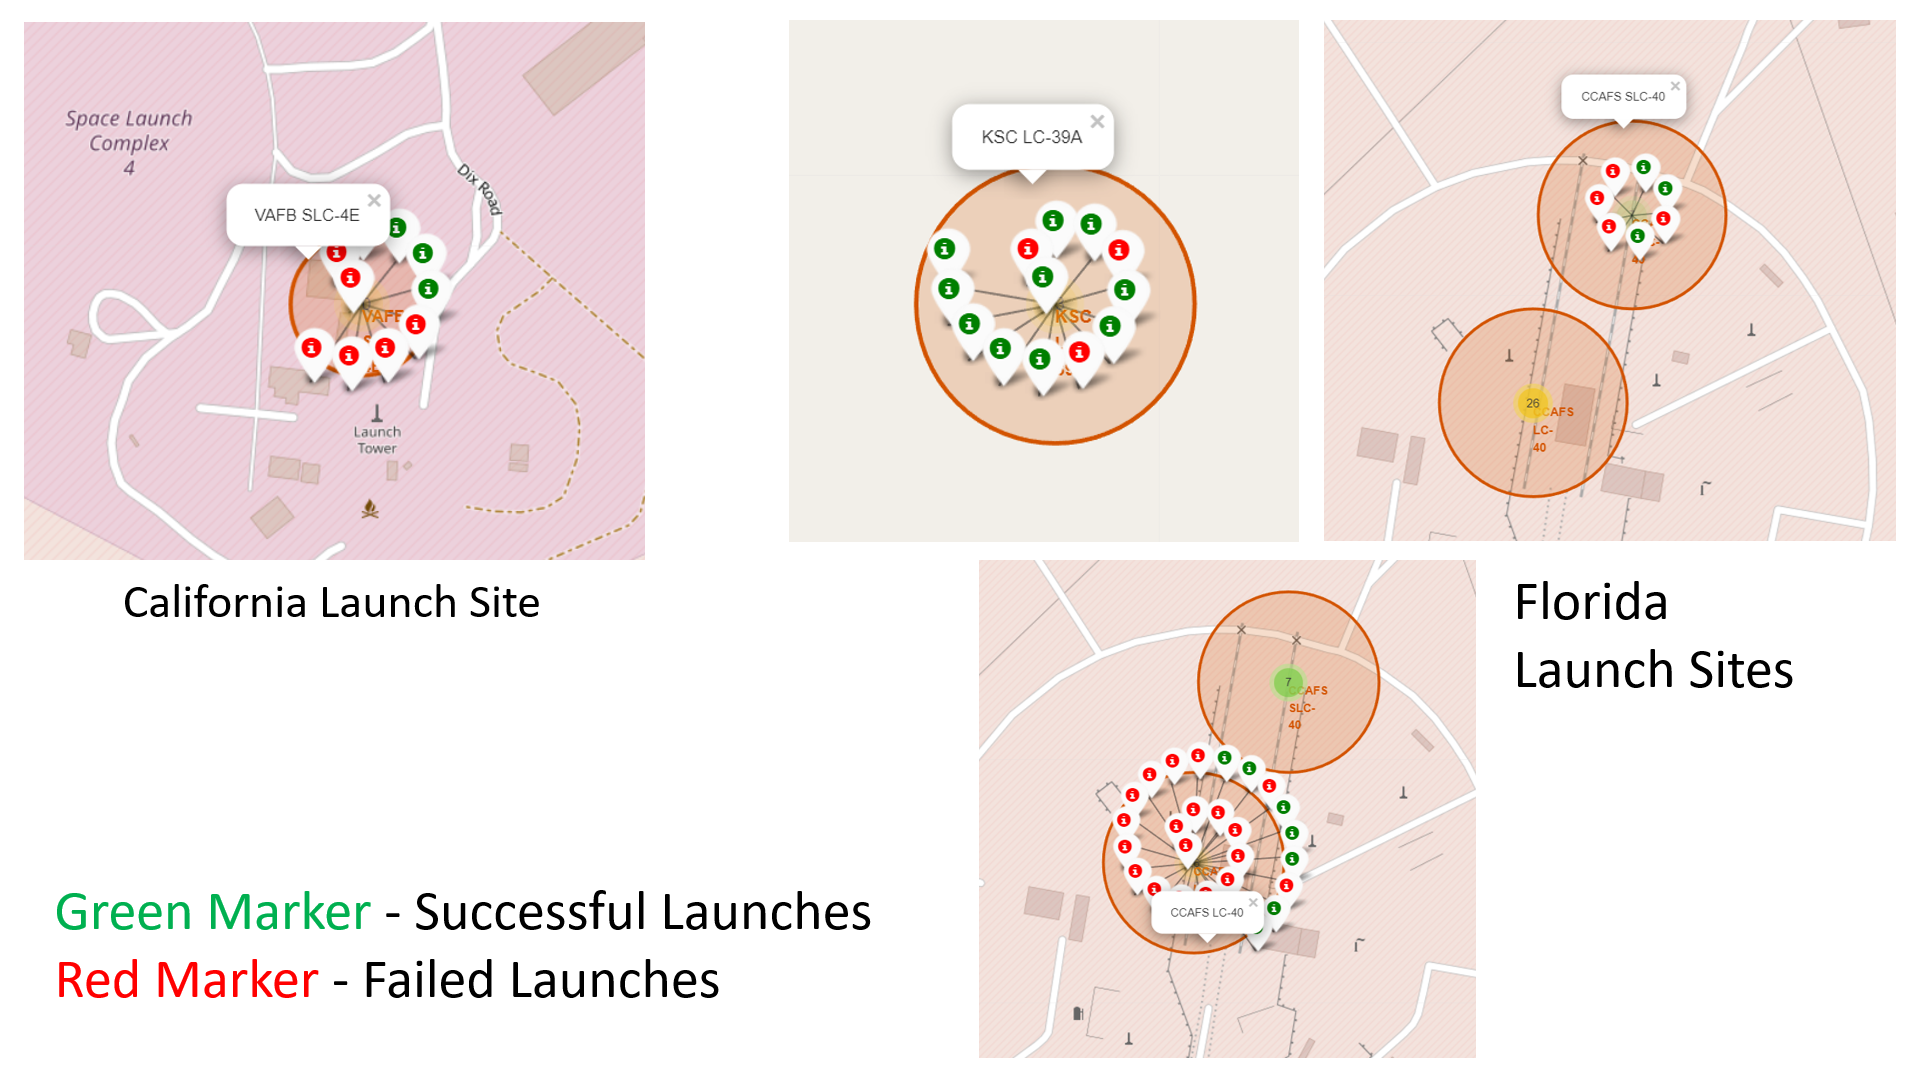 Space Launch
Complex
4
VAFB SLC-4E
Dix Road
VAFB
Launch
Tower
California Launch Site
KSC LC-39A
KSC
CCAFS SLC-40
26
CCAFS
LC-
40
7
CCAFS
SLC-
40
CCAFS LC-40
Florida
Launch Sites
Green Marker - Successful Launches
Red Marker - Failed Launches